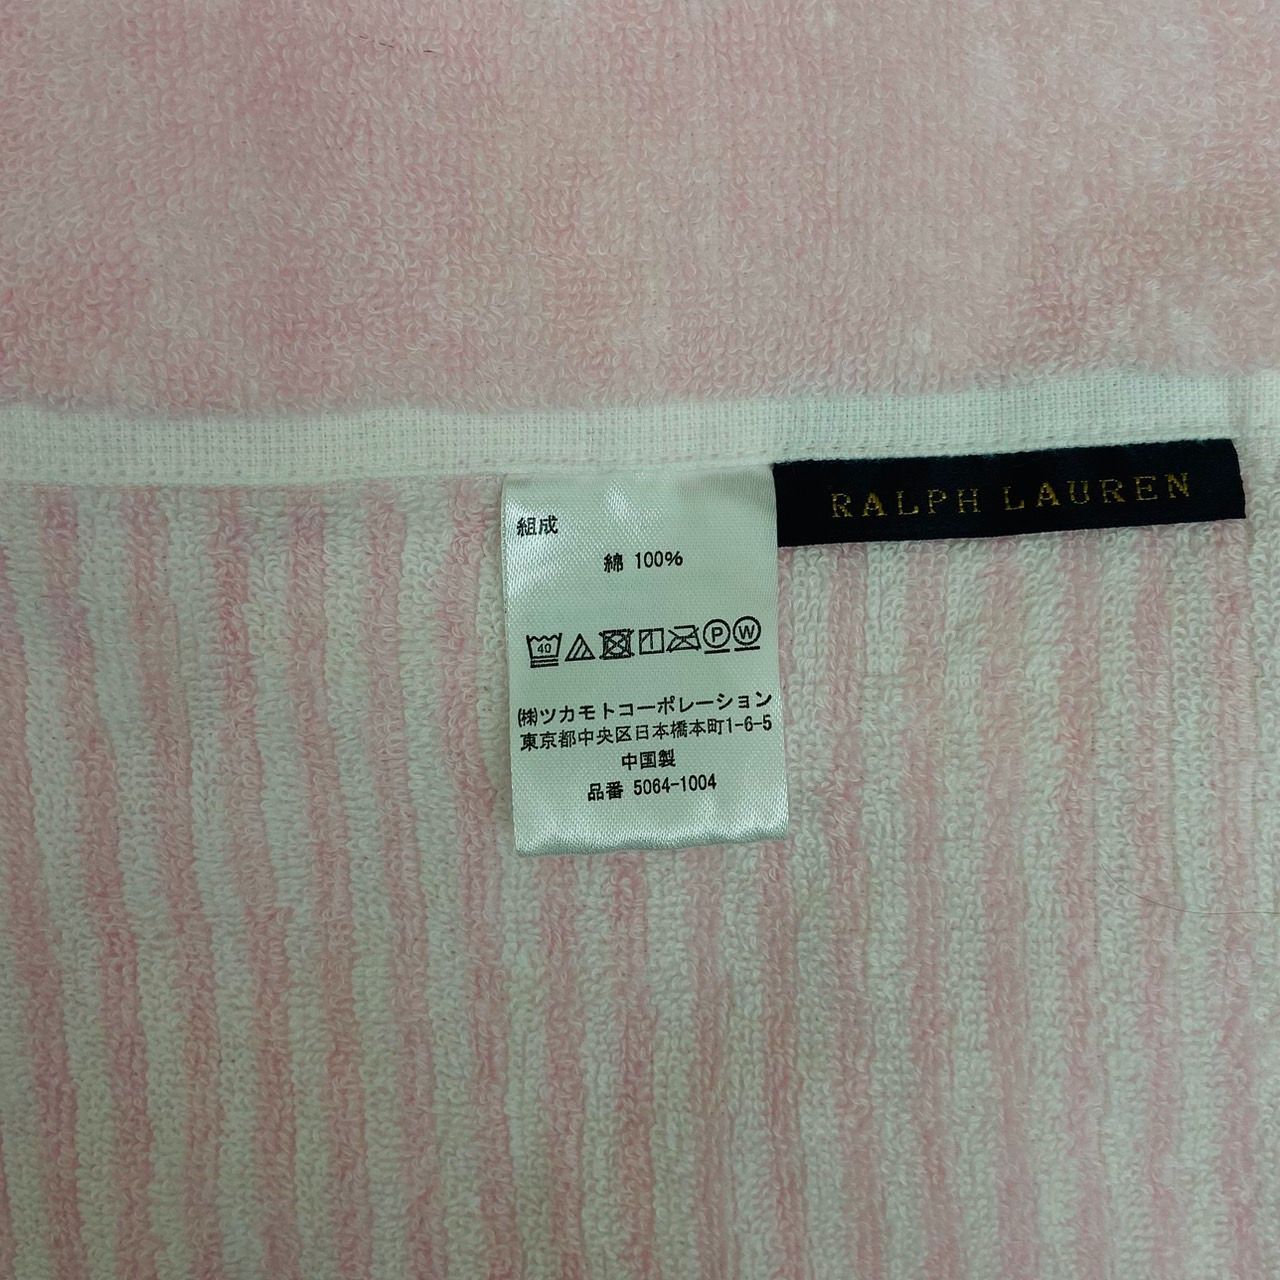 RALPH LAUREN
組成
綿 100%
40
P W
(株)ツカモトコーポレーション
東京都中央区日本橋本町1-6-5
中国製
品番 5064-1004